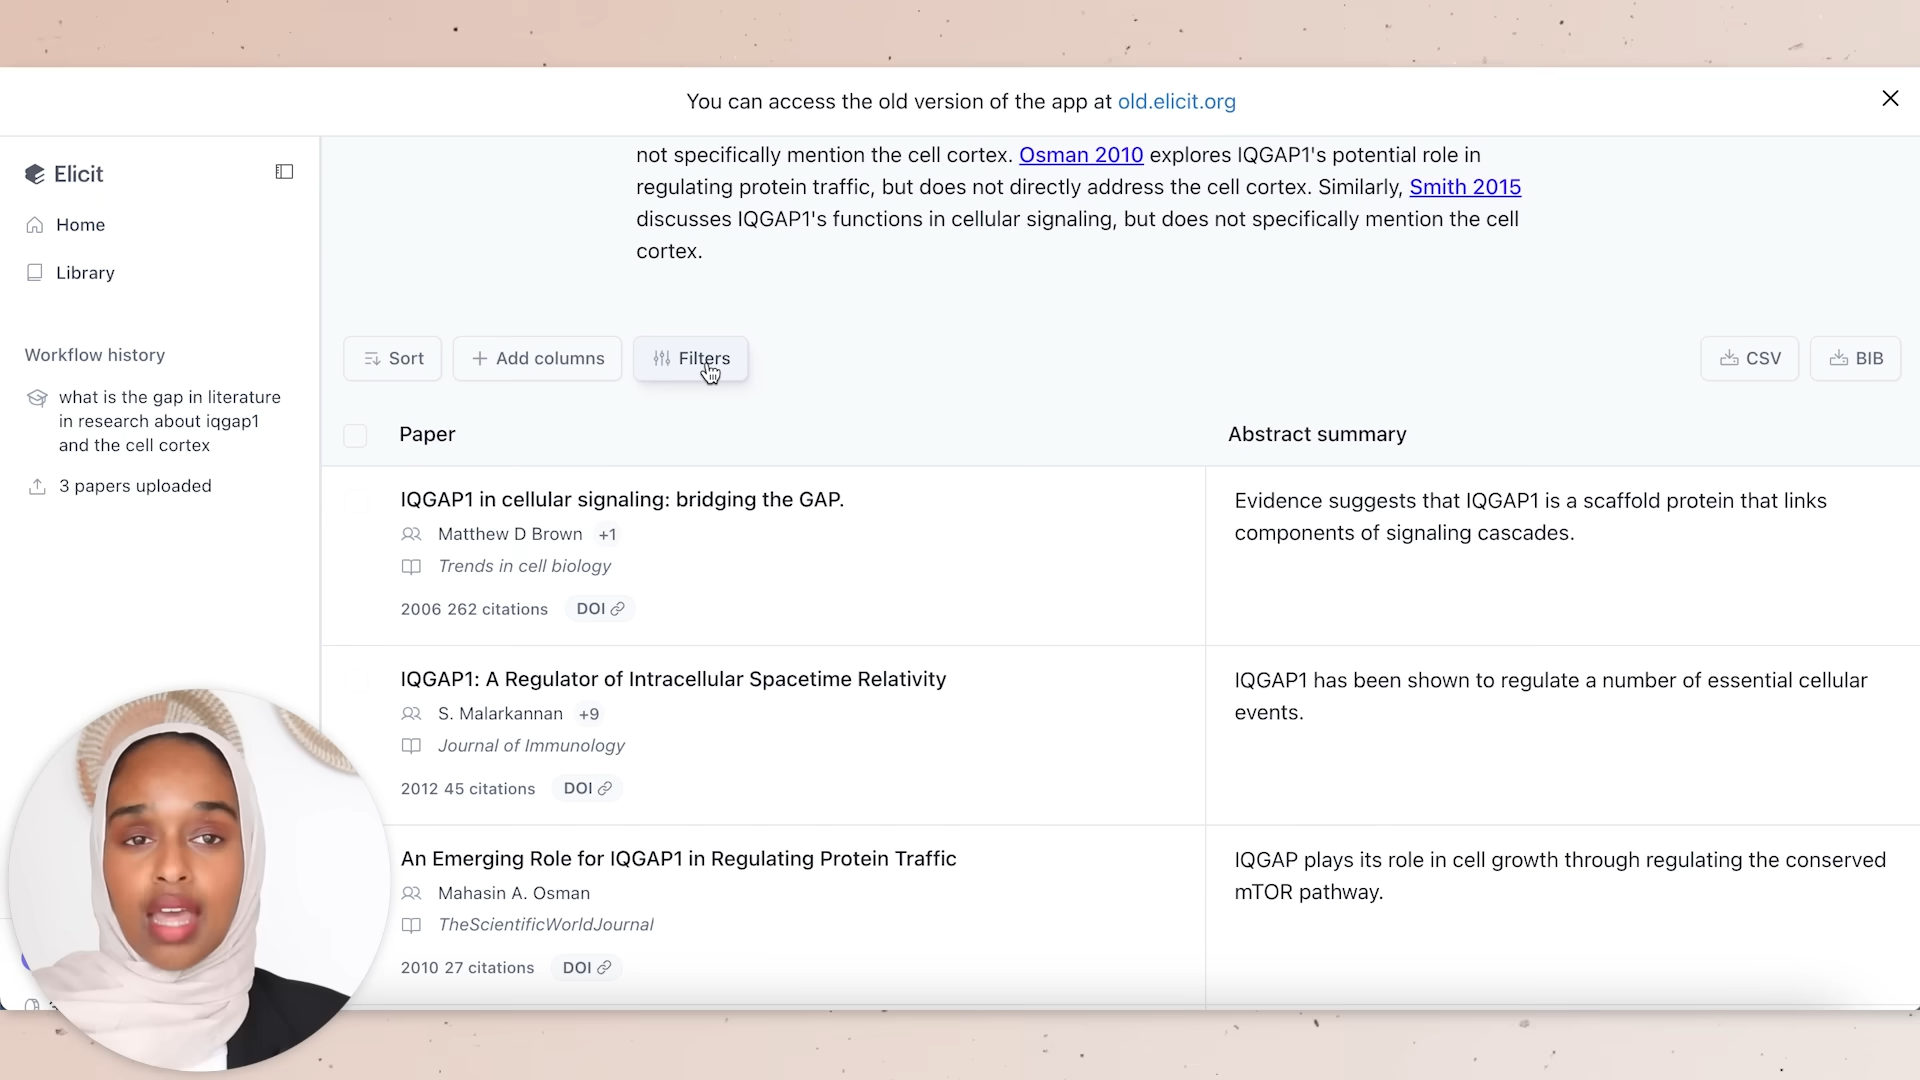 You can access the old version of the app at old.elicit.org
Elicit
Home
Library
Workflow history
what is the gap in literature
in research about iqgap1
and the cell cortex
3 papers uploaded
not specifically mention the cell cortex. Osman 2010 explores IQGAP1's potential role in
regulating protein traffic, but does not directly address the cell cortex. Similarly, Smith 2015
discusses IQGAP1's functions in cellular signaling, but does not specifically mention the cell
cortex.
Sort
Add columns
Filters
CSV
BIB
Paper
Abstract summary
IQGAP1 in cellular signaling: bridging the GAP.
Matthew D Brown +1
Trends in cell biology
2006 262 citations DOI
Evidence suggests that IQGAP1 is a scaffold protein that links
components of signaling cascades.
IQGAP1: A Regulator of Intracellular Spacetime Relativity
S. Malarkannan +9
Journal of Immunology
2012 45 citations DOI
IQGAP1 has been shown to regulate a number of essential cellular
events.
An Emerging Role for IQGAP1 in Regulating Protein Traffic
Mahasin A. Osman
TheScientificWorldJournal
2010 27 citations DOI
IQGAP plays its role in cell growth through regulating the conserved
mTOR pathway.